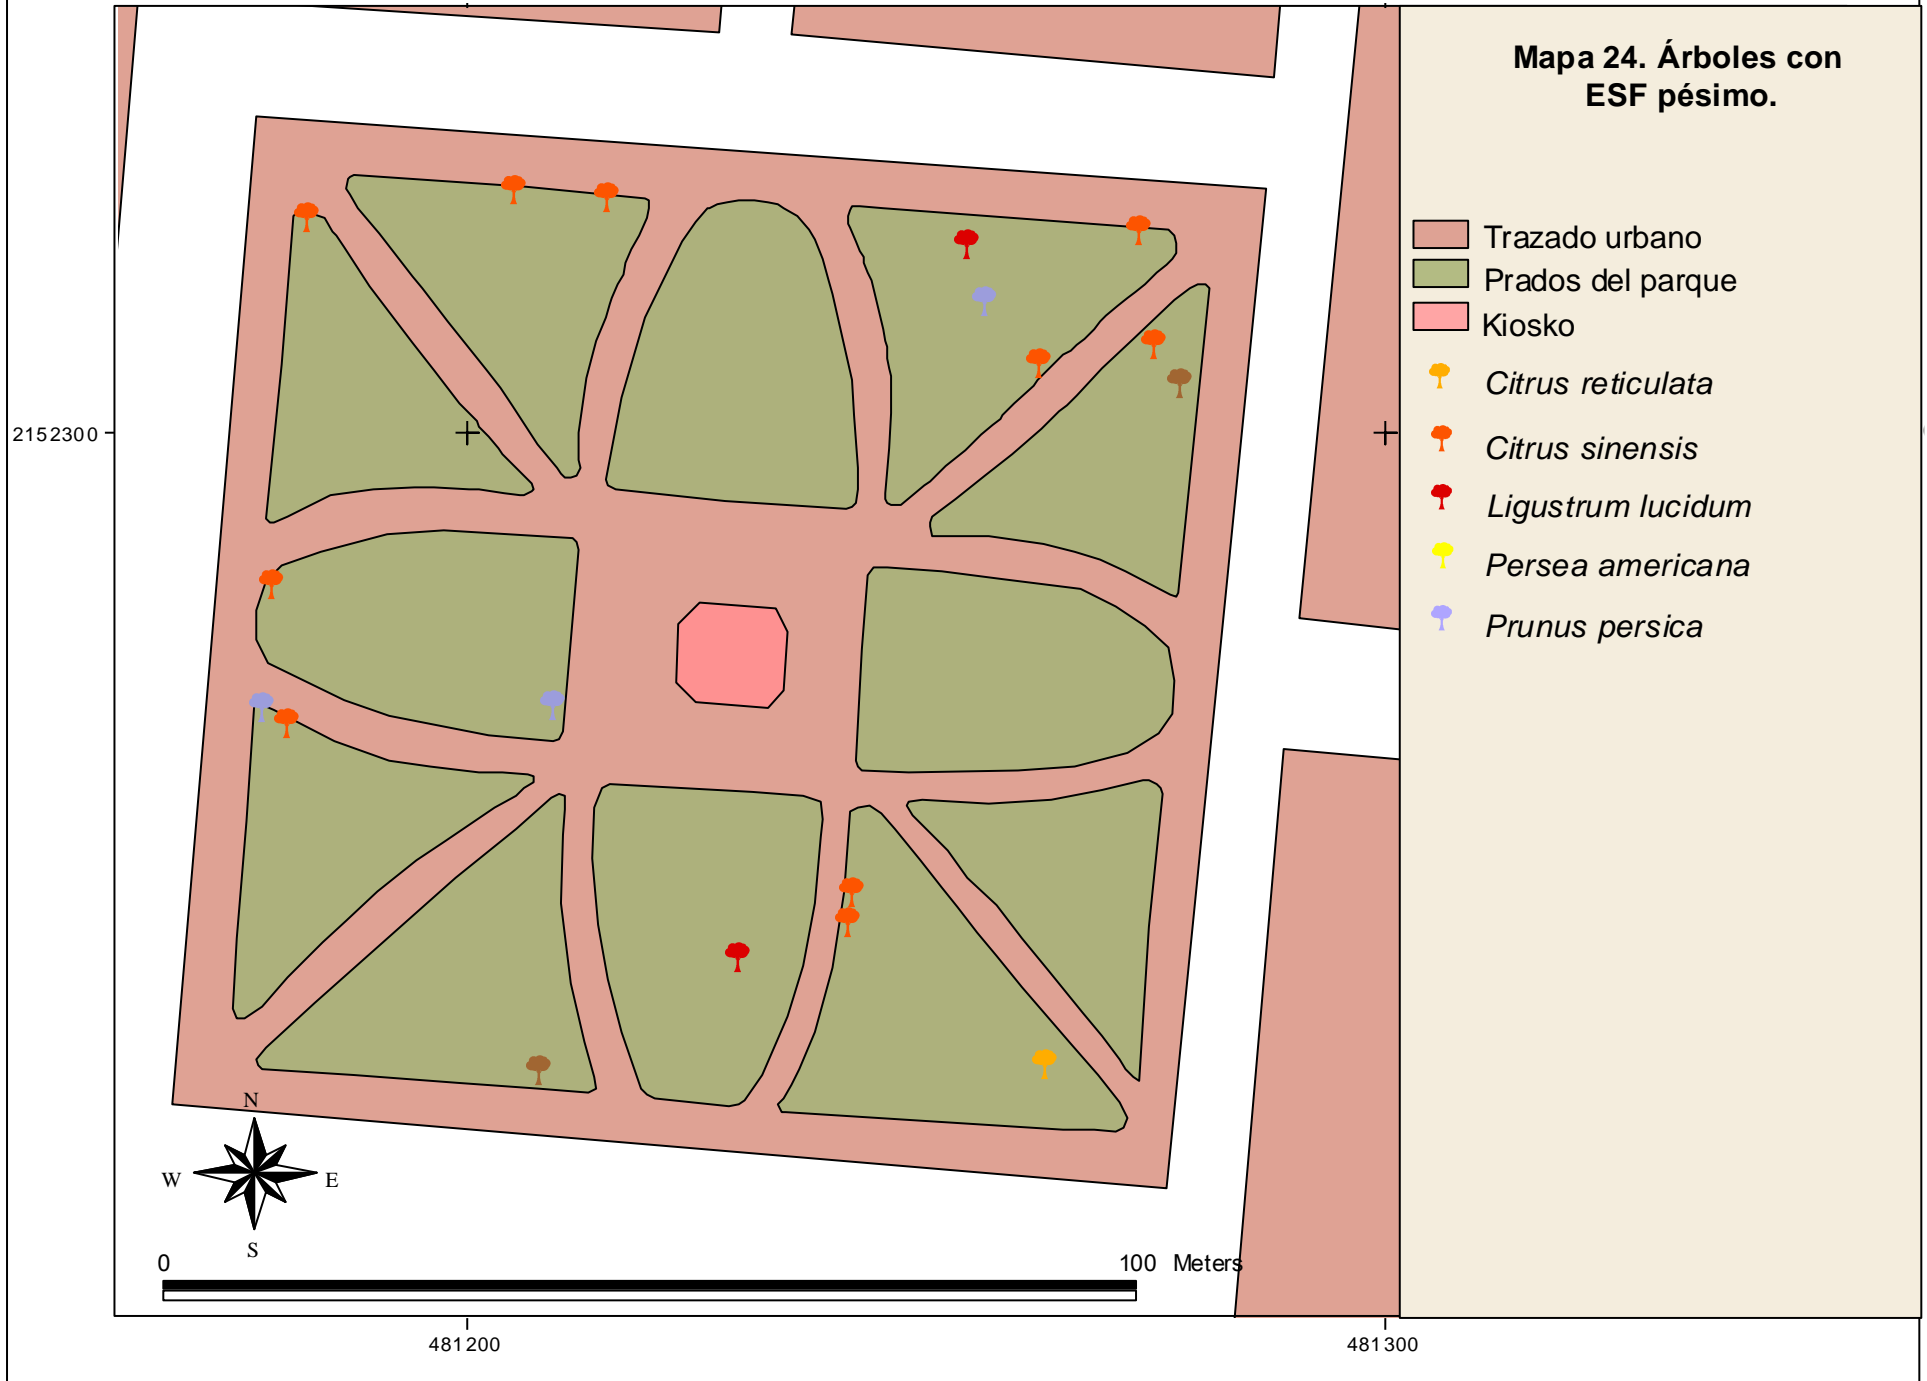 Mapa 24. Árboles con
ESF pésimo.
Trazado urbano
Prados del parque
Kiosko
Citrus reticulata
Citrus sinensis
Ligustrum lucidum
Persea americana
Prunus persica
2152300
N
W E
S
0 100 Meters
481200 481300